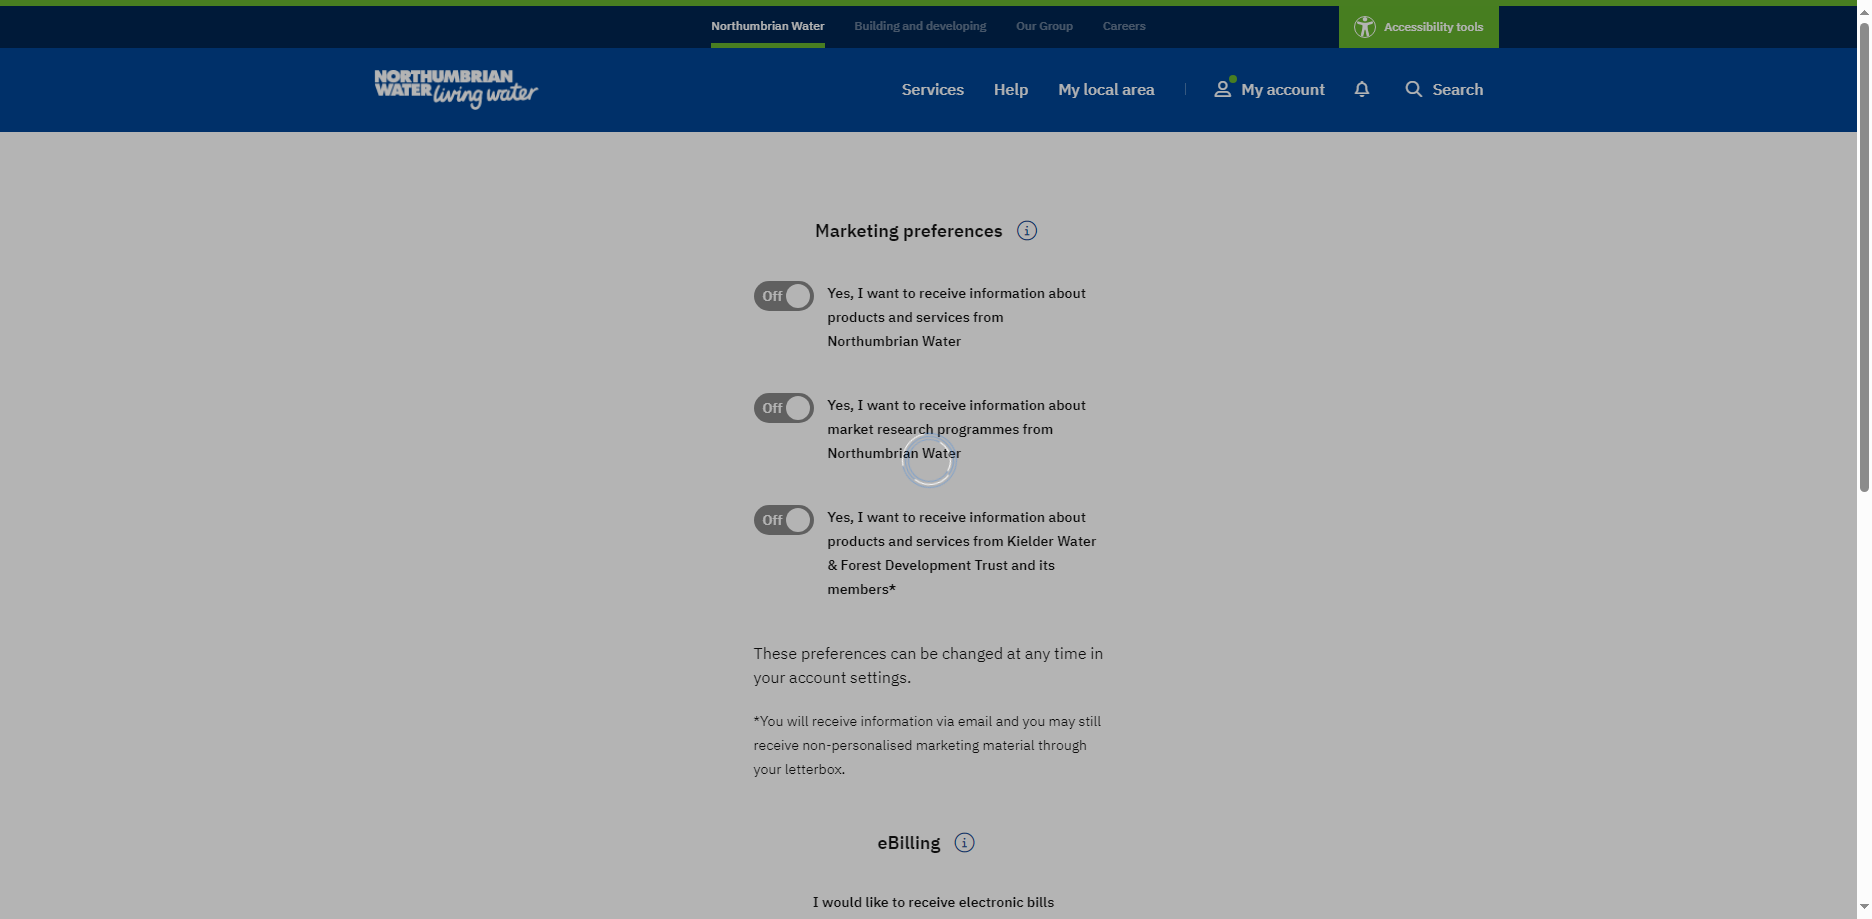 Northumbrian Water Building and developing Our Group Careers Accessibility tools
NORTHUMBRIAN
WATER living water
Services Help My local area My account Search
Marketing preferences
Off Yes, I want to receive information about
products and services from
Northumbrian Water
Off Yes, I want to receive information about
market research programmes from
Northumbrian Water
Off Yes, I want to receive information about
products and services from Kielder Water
& Forest Development Trust and its
members*
These preferences can be changed at any time in
your account settings.
*You will receive information via email and you may still
receive non-personalised marketing material through
your letterbox.
eBilling
I would like to receive electronic bills